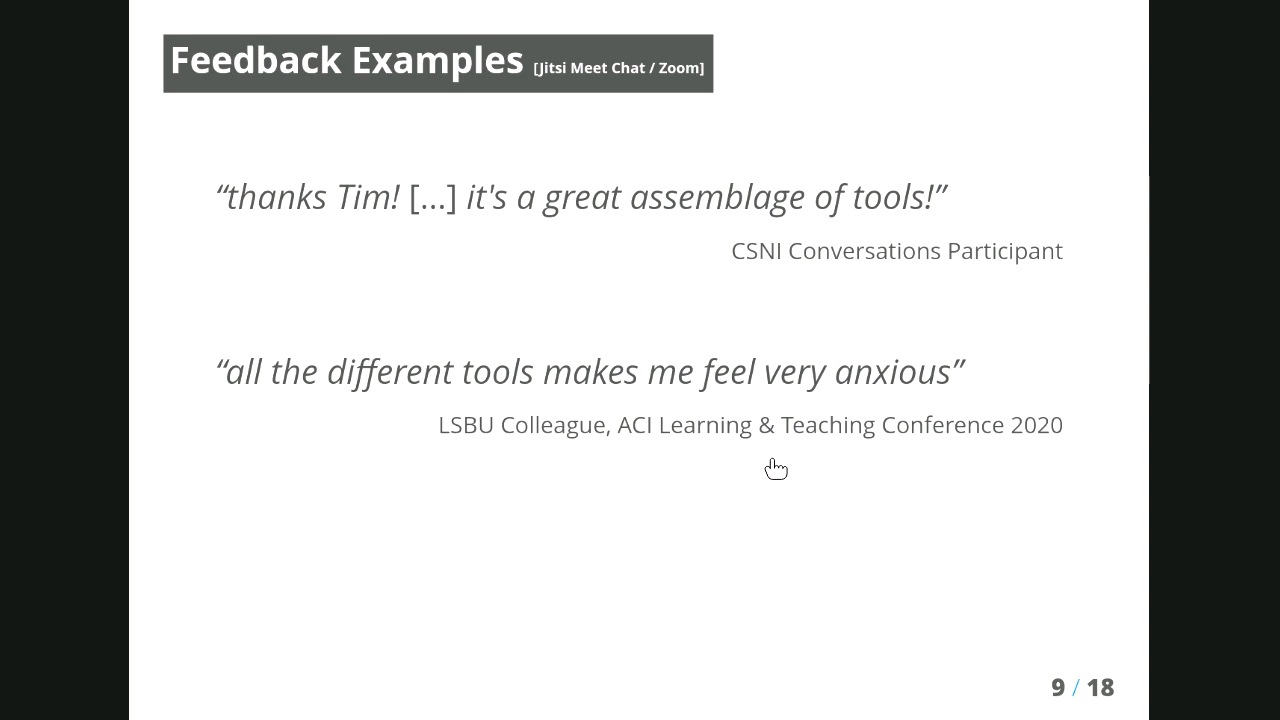 Feedback Examples [Jitsi Meet Chat / Zoom]
“thanks Tim! [...] it's a great assemblage of tools!”
CSNI Conversations Participant
“all the different tools makes me feel very anxious”
LSBU Colleague, ACI Learning & Teaching Conference 2020
9 / 18